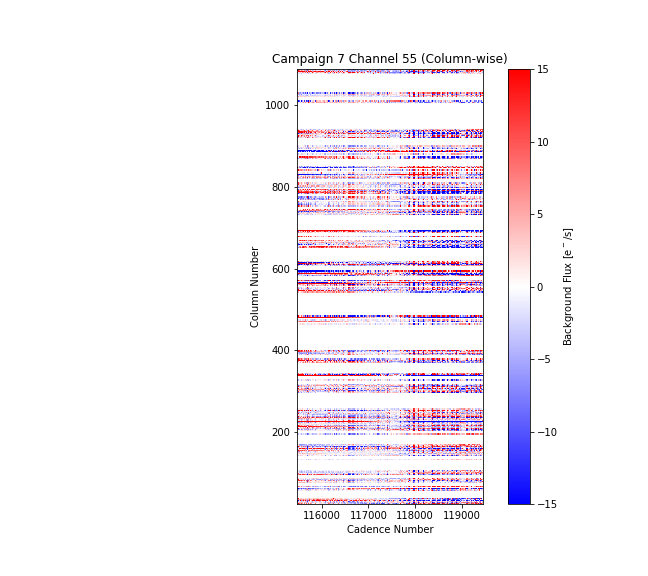 Campaign 7 Channel 55 (Column-wise)
Column Number
1000
800
600
400
200
116000 117000 118000 119000
Cadence Number
15
10
5
0
−5
−10
−15
Background Flux [e⁻/s]